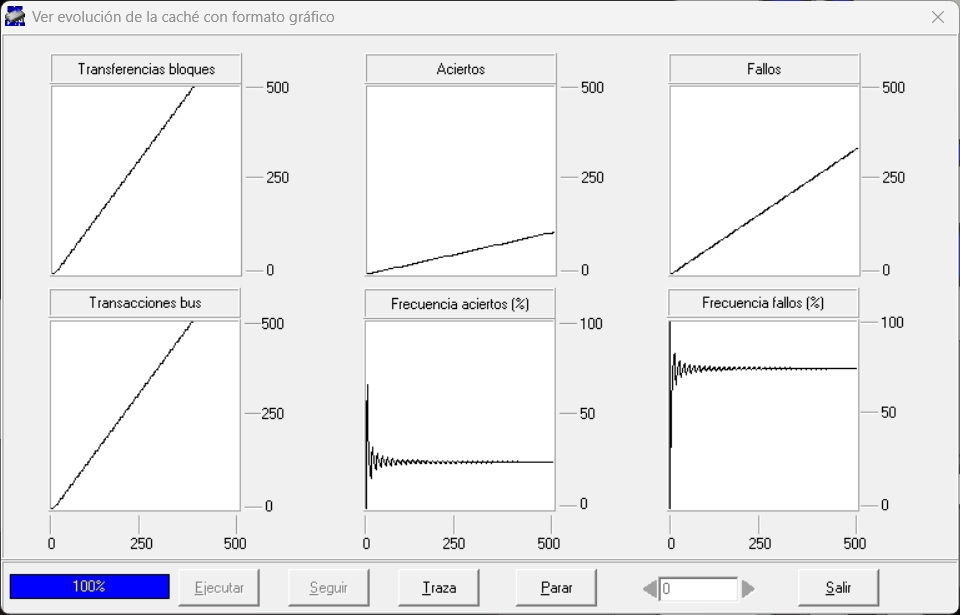 Ver evolución de la caché con formato gráfico
Transferencias bloques
500
250
0
Aciertos
500
250
0
Fallos
500
250
0
Transacciones bus
500
250
0
0 250 500
Frecuencia aciertos (%)
100
50
0
0 250 500
Frecuencia fallos (%)
100
50
0
0 250 500
100% Ejecutar Seguir Traza Parar 0 Salir